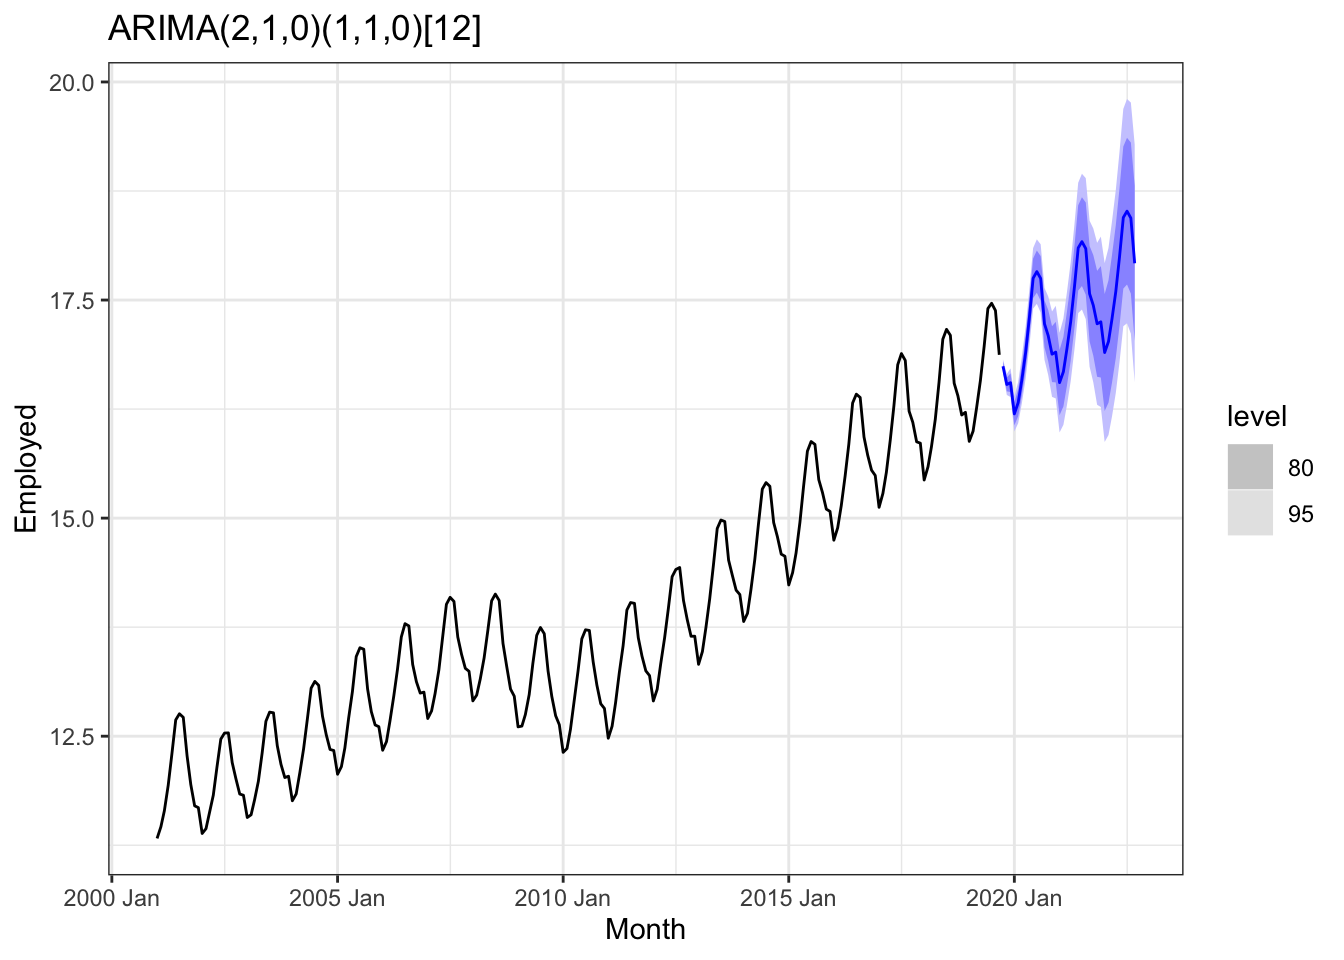 ARIMA(2,1,0)(1,1,0)[12]
20.0
17.5
15.0
12.5
Employed
2000 Jan 2005 Jan 2010 Jan 2015 Jan 2020 Jan
Month
level
80
95